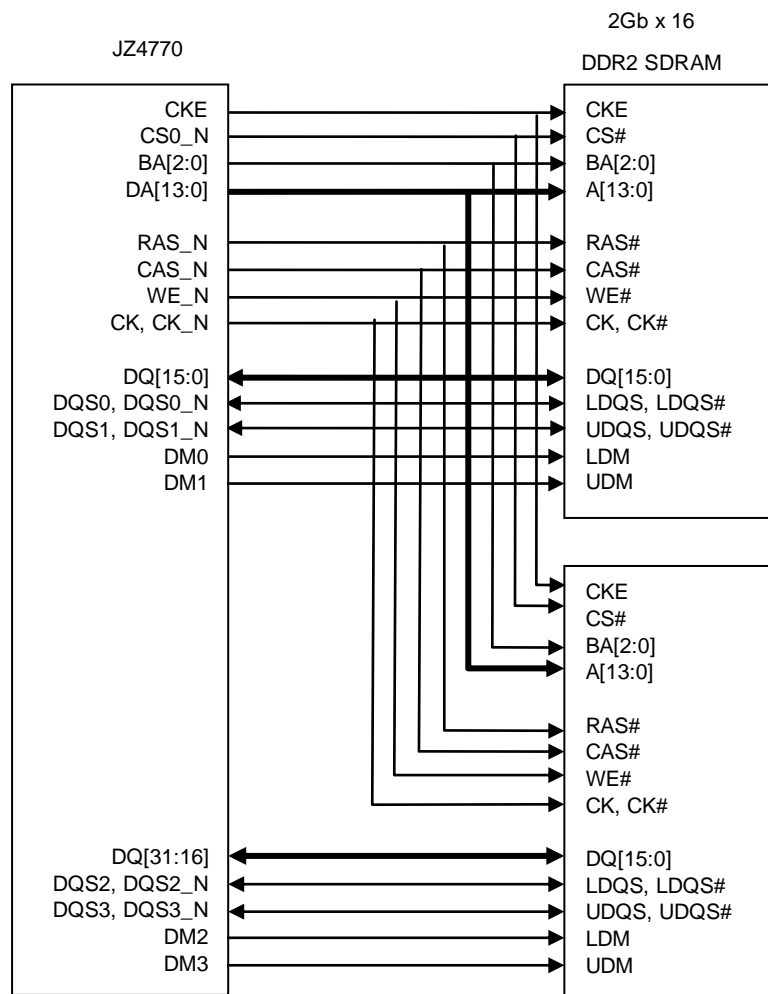 2Gb x 16
JZ4770
DDR2 SDRAM
CKE CKE
CS0_N CS#
BA[2:0] BA[2:0]
DA[13:0] A[13:0]
RAS_N RAS#
CAS_N CAS#
WE_N WE#
CK, CK_N CK, CK#
DQ[15:0] DQ[15:0]
DQS0, DQS0_N LDQS, LDQS#
DQS1, DQS1_N UDQS, UDQS#
DM0 LDM
DM1 UDM
CKE
CS#
BA[2:0]
A[13:0]
RAS#
CAS#
WE#
CK, CK#
DQ[31:16] DQ[15:0]
DQS2, DQS2_N LDQS, LDQS#
DQS3, DQS3_N UDQS, UDQS#
DM2 LDM
DM3 UDM